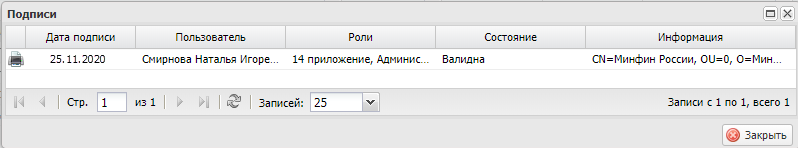 Подписи
Дата подписи Пользователь Роли Состояние Информация
25.11.2020 Смирнова Наталья Игоре... 14 приложение, Админис... Валидна CN=Минфин России, OU=0, O=Мин...
Стр. 1 из 1 Записей: 25 Записи с 1 по 1, всего 1
Закрыть